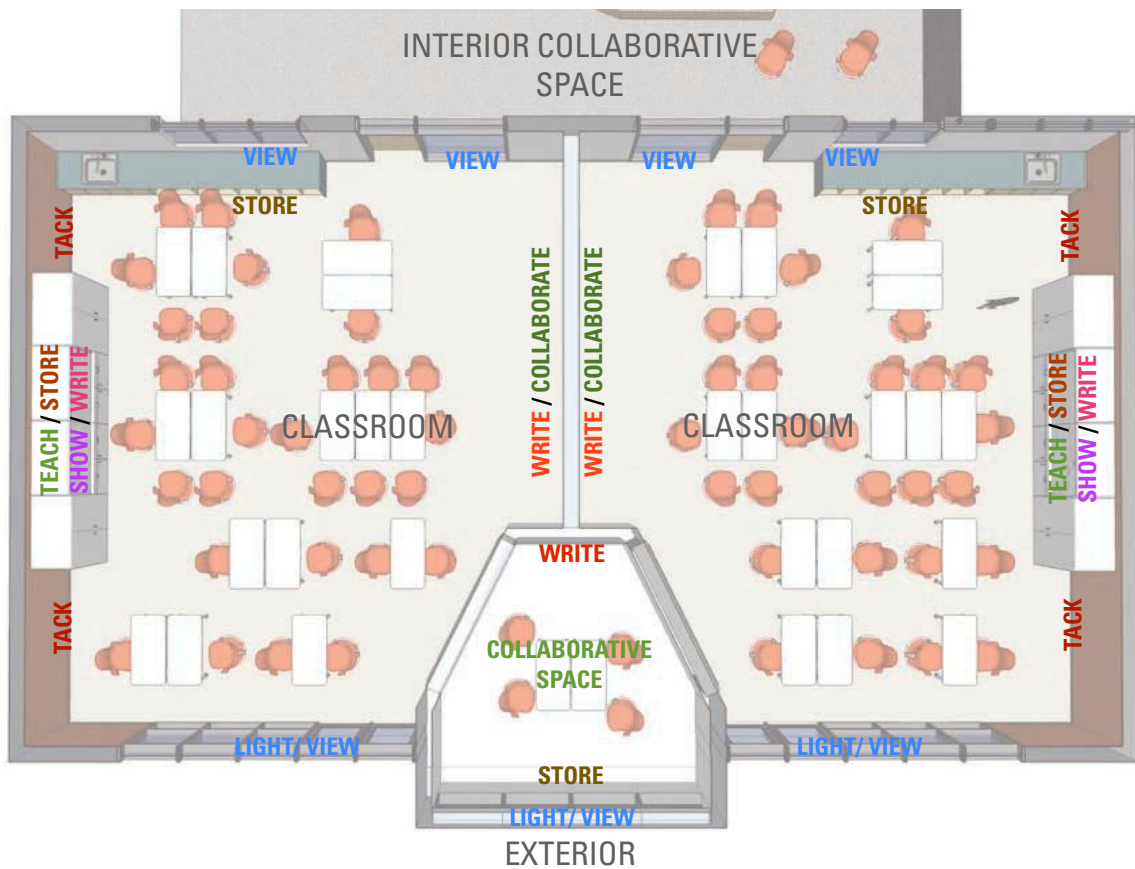 INTERIOR COLLABORATIVE
SPACE
VIEW
VIEW
VIEW
VIEW
STORE
STORE
TACK
TACK
WRITE / COLLABORATE
WRITE / COLLABORATE
TEACH / STORE
SHOW / WRITE
CLASSROOM
CLASSROOM
TEACH / STORE
SHOW / WRITE
WRITE
TACK
TACK
COLLABORATIVE
SPACE
LIGHT/ VIEW
LIGHT/ VIEW
STORE
LIGHT/ VIEW
EXTERIOR